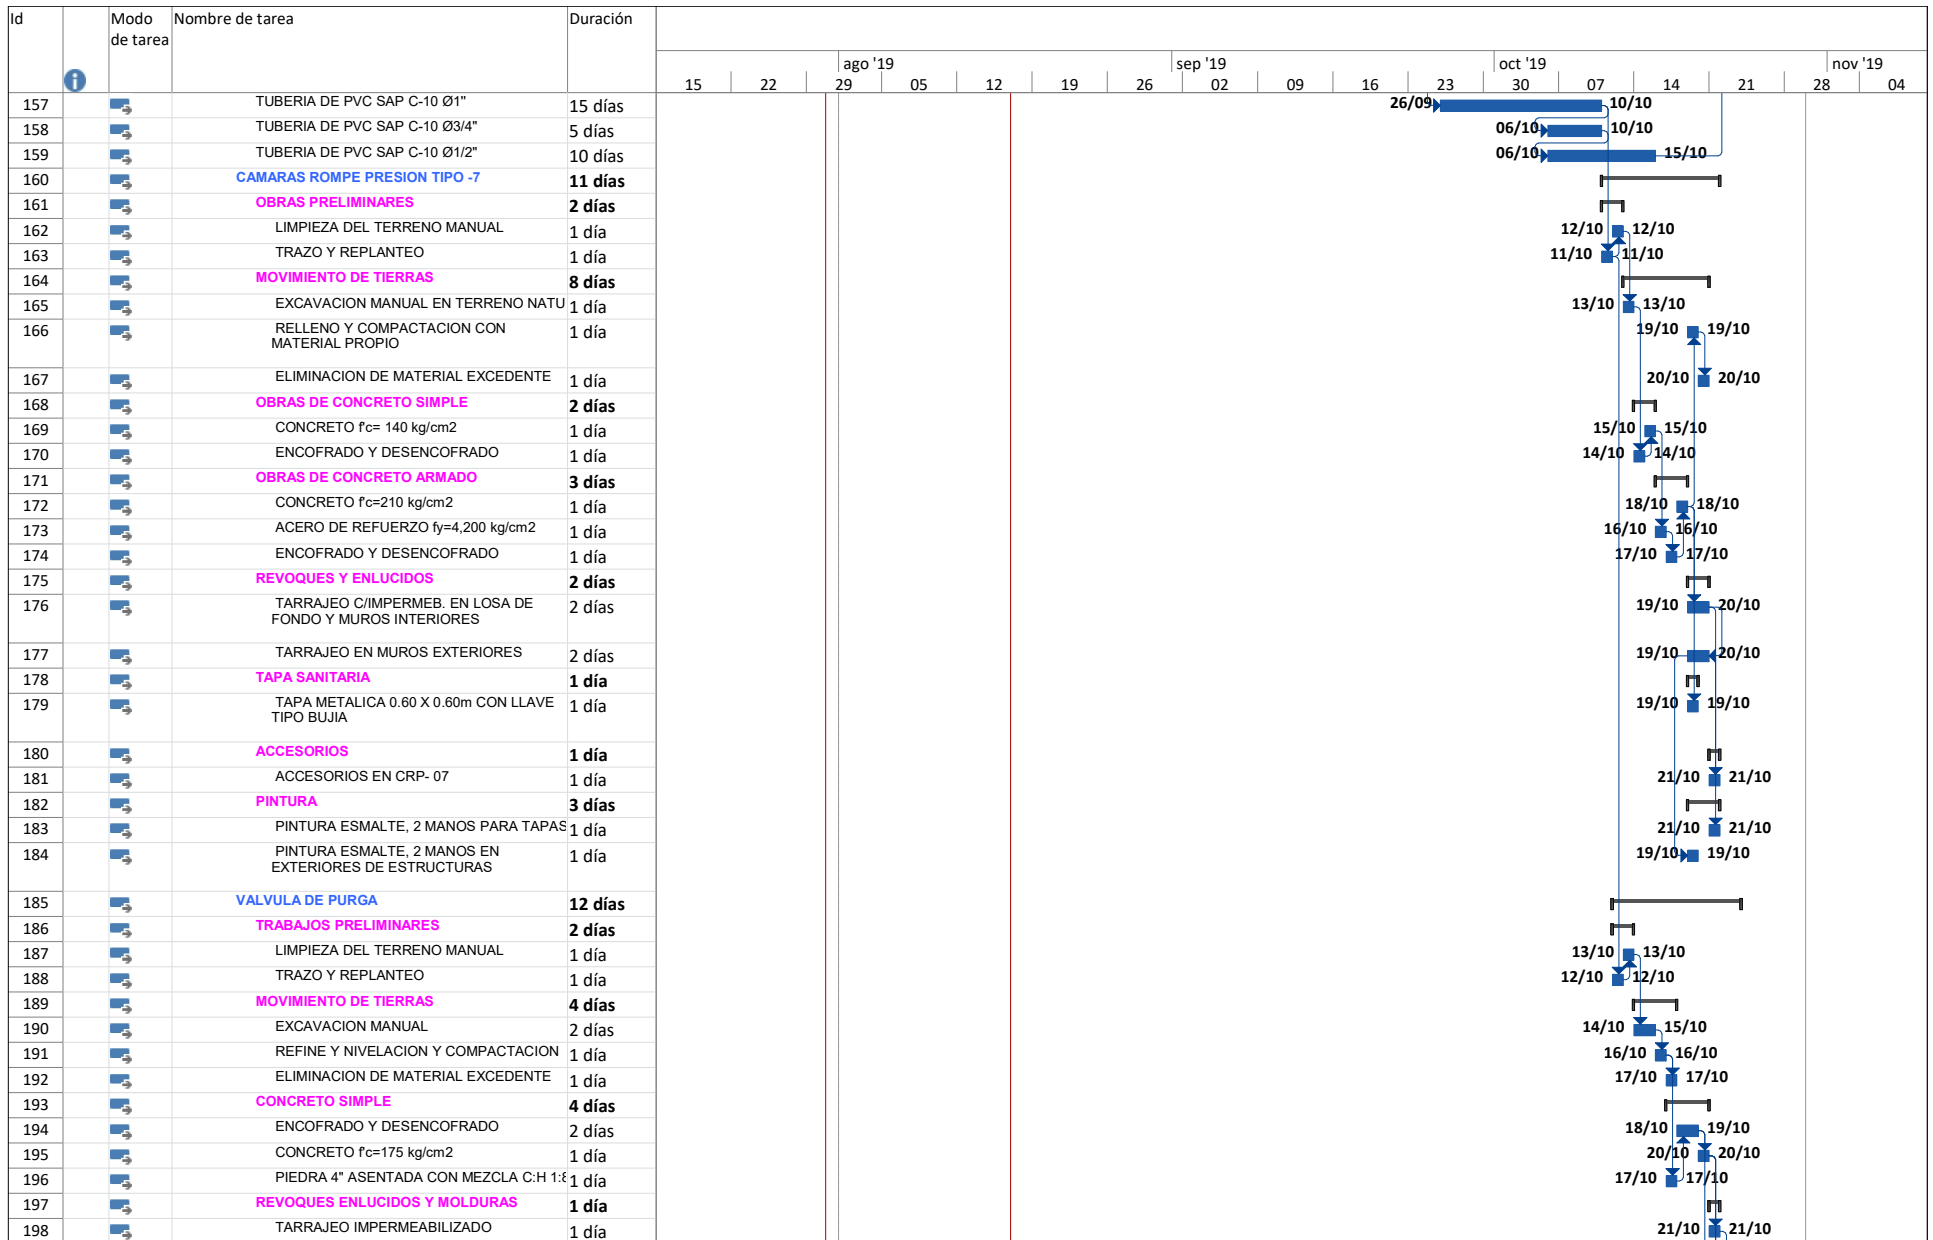 Id Modo de tarea Nombre de tarea Duración
ago '19 sep '19 oct '19 nov '19
15 22 29 05 12 19 26 02 09 16 23 30 07 14 21 28 04
157 TUBERIA DE PVC SAP C-10 Ø1" 15 días 26/09 10/10
158 TUBERIA DE PVC SAP C-10 Ø3/4" 5 días 06/10 10/10
159 TUBERIA DE PVC SAP C-10 Ø1/2" 10 días 06/10 15/10
160 CAMARAS ROMPE PRESION TIPO -7 11 días
161 OBRAS PRELIMINARES 2 días
162 LIMPIEZA DEL TERRENO MANUAL 1 día 12/10 12/10
163 TRAZO Y REPLANTEO 1 día 11/10 11/10
164 MOVIMIENTO DE TIERRAS 8 días
165 EXCAVACION MANUAL EN TERRENO NATU 1 día 13/10 13/10
166 RELLENO Y COMPACTACION CON 1 día 19/10 19/10
MATERIAL PROPIO
167 ELIMINACION DE MATERIAL EXCEDENTE 1 día 20/10 20/10
168 OBRAS DE CONCRETO SIMPLE 2 días
169 CONCRETO f'c= 140 kg/cm2 1 día 15/10 15/10
170 ENCOFRADO Y DESENCOFRADO 1 día 14/10 14/10
171 OBRAS DE CONCRETO ARMADO 3 días
172 CONCRETO f'c=210 kg/cm2 1 día 18/10 18/10
173 ACERO DE REFUERZO fy=4,200 kg/cm2 1 día 16/10 16/10
174 ENCOFRADO Y DESENCOFRADO 1 día 17/10 17/10
175 REVOQUES Y ENLUCIDOS 2 días
176 TARRAJEO C/IMPERMEB. EN LOSA DE 2 días 19/10 20/10
FONDO Y MUROS INTERIORES
177 TARRAJEO EN MUROS EXTERIORES 2 días 19/10 20/10
178 TAPA SANITARIA 1 día
179 TAPA METALICA 0.60 X 0.60m CON LLAVE 1 día 19/10 19/10
TIPO BUJIA
180 ACCESORIOS 1 día
181 ACCESORIOS EN CRP- 07 1 día 21/10 21/10
182 PINTURA 3 días
183 PINTURA ESMALTE, 2 MANOS PARA TAPAS 1 día 21/10 21/10
184 PINTURA ESMALTE, 2 MANOS EN 1 día 19/10 19/10
EXTERIORES DE ESTRUCTURAS
185 VALVULA DE PURGA 12 días
186 TRABAJOS PRELIMINARES 2 días
187 LIMPIEZA DEL TERRENO MANUAL 1 día 13/10 13/10
188 TRAZO Y REPLANTEO 1 día 12/10 12/10
189 MOVIMIENTO DE TIERRAS 4 días
190 EXCAVACION MANUAL 2 días 14/10 15/10
191 REFINE Y NIVELACION Y COMPACTACION 1 día 16/10 16/10
192 ELIMINACION DE MATERIAL EXCEDENTE 1 día 17/10 17/10
193 CONCRETO SIMPLE 4 días
194 ENCOFRADO Y DESENCOFRADO 2 días 18/10 19/10
195 CONCRETO f'c=175 kg/cm2 1 día 20/10 20/10
196 PIEDRA 4" ASENTADA CON MEZCLA C:H 1:8 1 día 17/10 17/10
197 REVOQUES ENLUCIDOS Y MOLDURAS 1 día
198 TARRAJEO IMPERMEABILIZADO 1 día 21/10 21/10